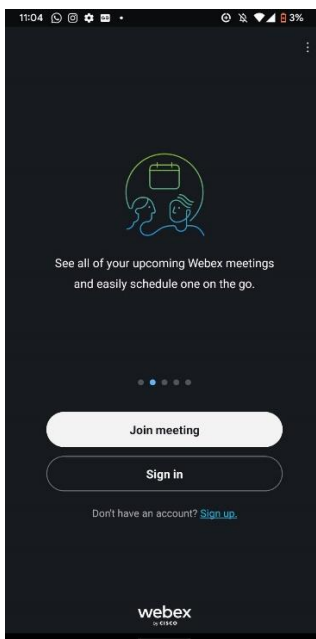 11:04
3%
See all of your upcoming Webex meetings
and easily schedule one on the go.
Join meeting
Sign in
Don't have an account? Sign up.
webex
by CISCO